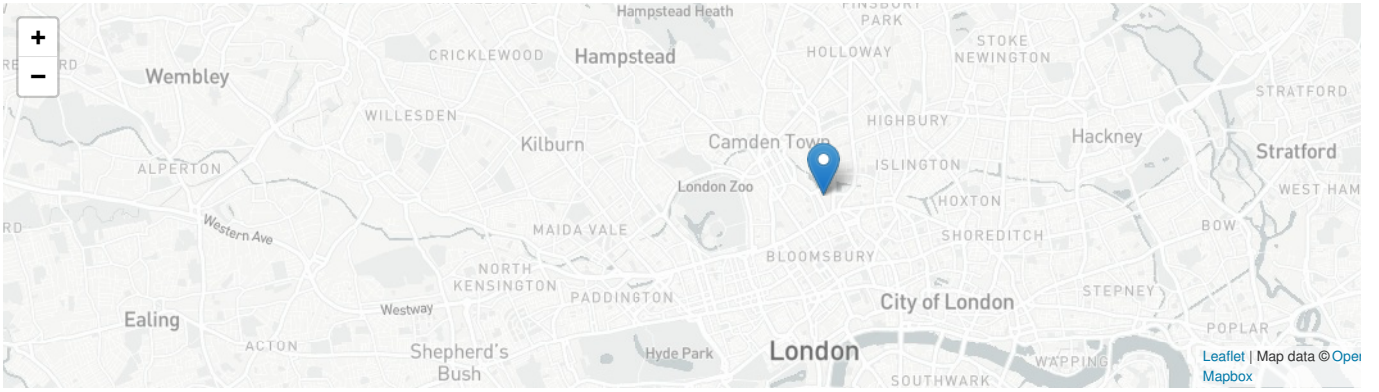 +
−
Hampstead Heath
PINSBURY
PARK
CRICKLEWOOD
Hampstead
HOLLOWAY
STOKE
NEWINGTON
Wembley
STRATFORD
WILLESDEN
HIGHBURY
Kilburn
Camden Town
Hackney
ALPERTON
ISLINGTON
Stratford
London Zoo
WEST HAM
HOXTON
Western Ave
MAIDA VALE
SHOREDITCH
BOW
BLOOMSBURY
NORTH
KENSINGTON
PADDINGTON
STEPNEY
Westway
City of London
Ealing
POPLAR
ACTON
Shepherd's
Bush
Hyde Park
London
WAPPING
SOUTHWARK
Leaflet | Map data © Oper
Mapbox